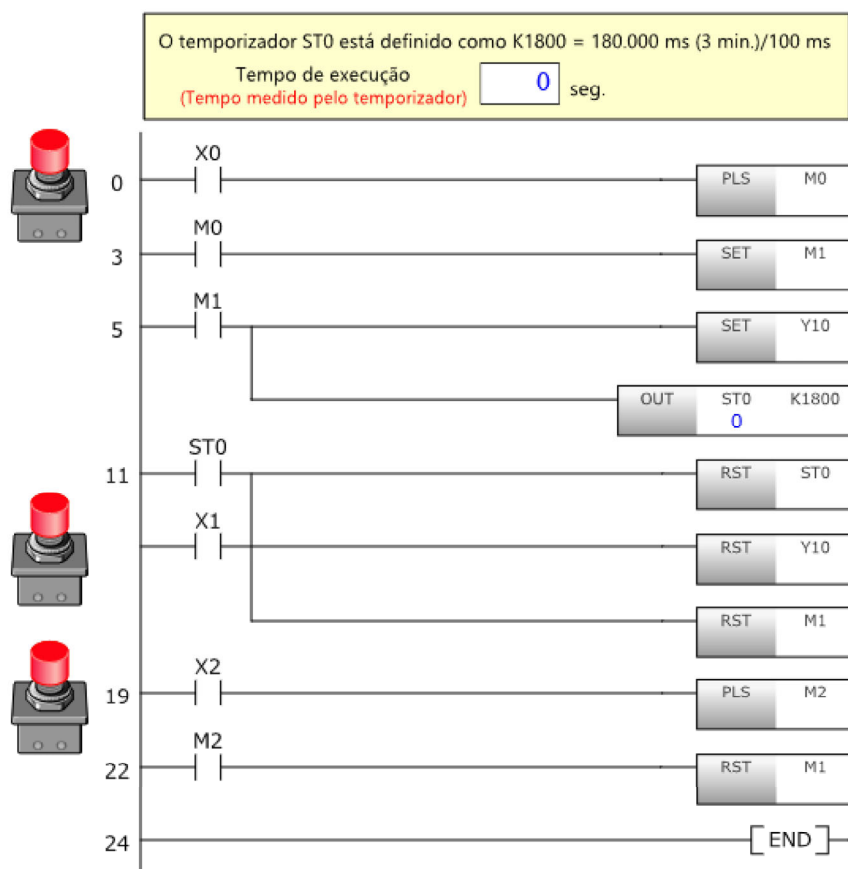 O temporizador ST0 está definido como K1800 = 180.000 ms (3 min.)/100 ms
Tempo de execução
(Tempo medido pelo temporizador)
0 seg.
X0
0 PLS M0
M0
3 SET M1
M1
5 SET Y10
OUT ST0 K1800
0
ST0
11 RST ST0
X1
RST Y10
RST M1
X2
19 PLS M2
M2
22 RST M1
24 END